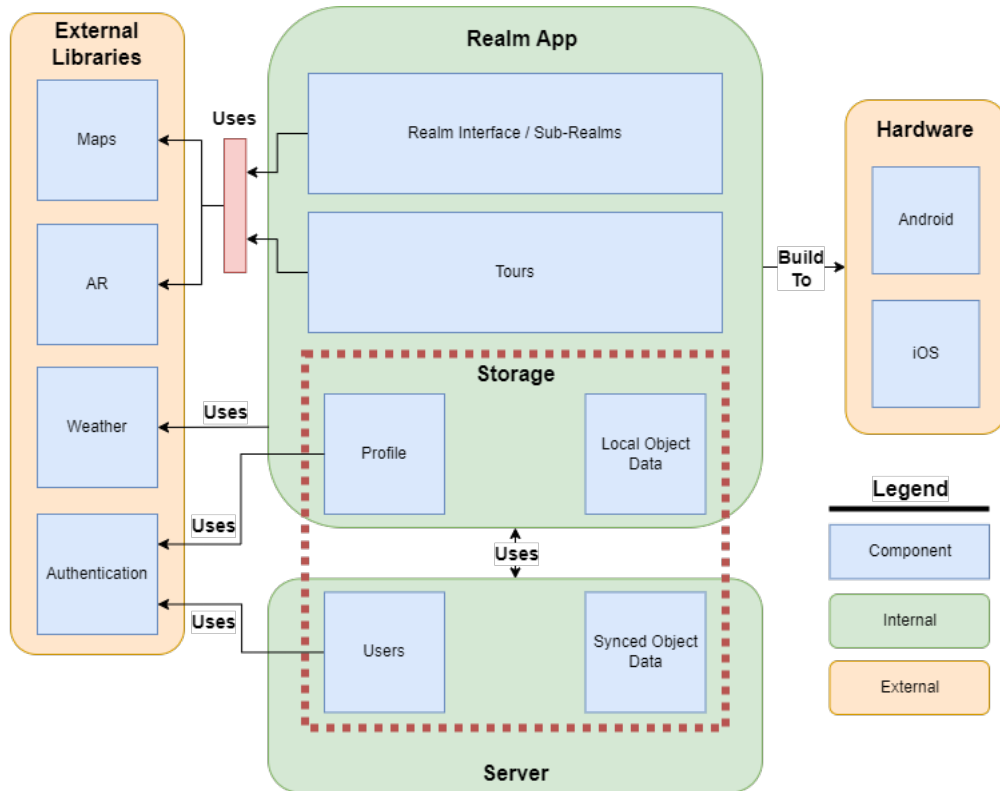 External
Libraries
Maps
AR
Weather
Authentication
Uses
Realm App
Realm Interface / Sub-Realms
Tours
Storage
Profile
Local Object
Data
Uses
Uses
Uses
Uses
Users
Synced Object
Data
Server
Build
To
Hardware
Android
iOS
Legend
Component
Internal
External